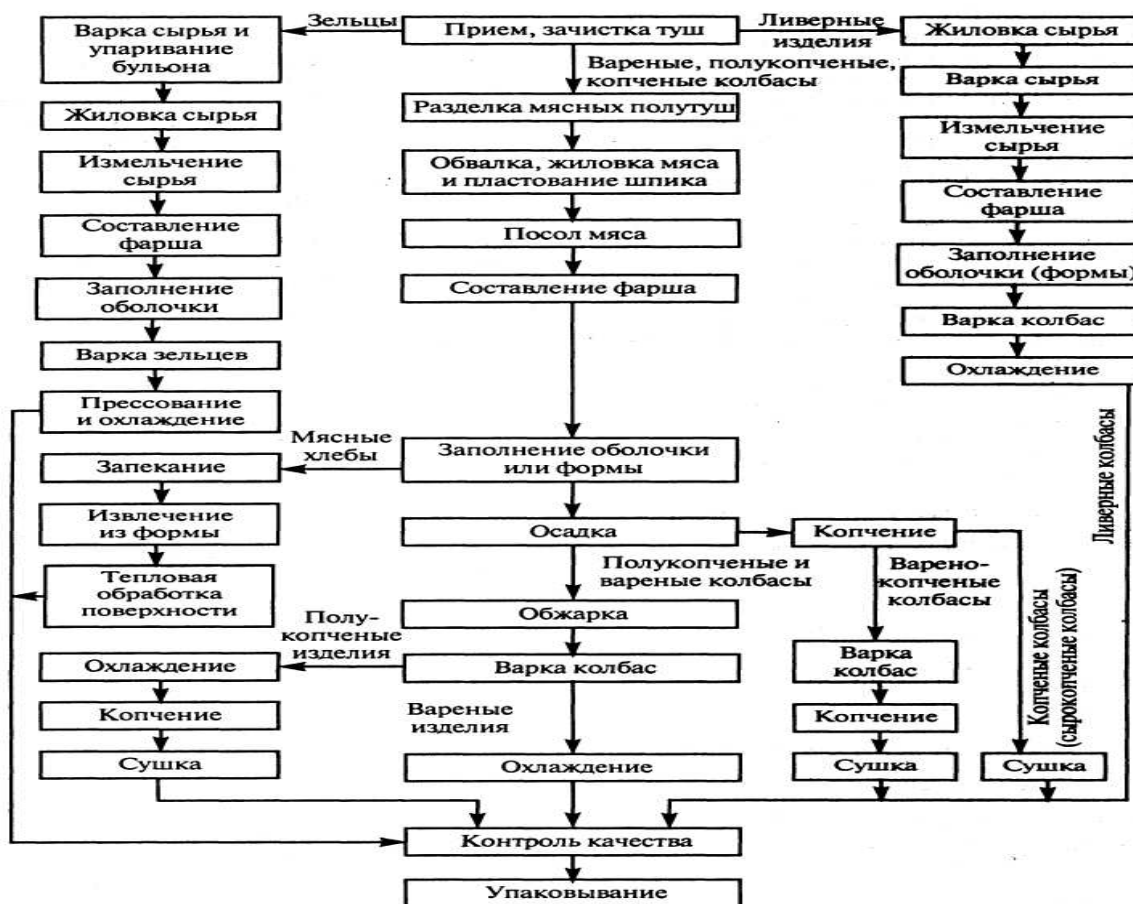 Зельцы
Прием, зачистка туш
Ливерные
изделия
Варка сырья и
упаривание
бульона
Жиловка сырья
Вареные, полукопченые,
копченые колбасы
Варка сырья
Жиловка сырья
Разделка мясных полутуш
Измельчение
сырья
Измельчение
сырья
Обвалка, жиловка мяса
и пластование шпика
Составление
фарша
Составление
фарша
Посол мяса
Заполнение
оболочки (формы)
Заполнение
оболочки
Составление фарша
Варка колбас
Варка зельцев
Охлаждение
Прессование
и охлаждение
Мясные
хлебы
Заполнение оболочки
или формы
Запекание
Ливерные колбасы
Извлечение
из формы
Осадка
Копчение
Полукопченые и
вареные колбасы
Варено-
копченые
колбасы
Тепловая
обработка
поверхности
Обжарка
Копченые колбасы
(сырокопченые колбасы)
Полу-
копченые
изделия
Охлаждение
Варка колбас
Варка
колбас
Копчение
Вареные
изделия
Копчение
Сушка
Охлаждение
Сушка
Сушка
Контроль качества
Упаковывание